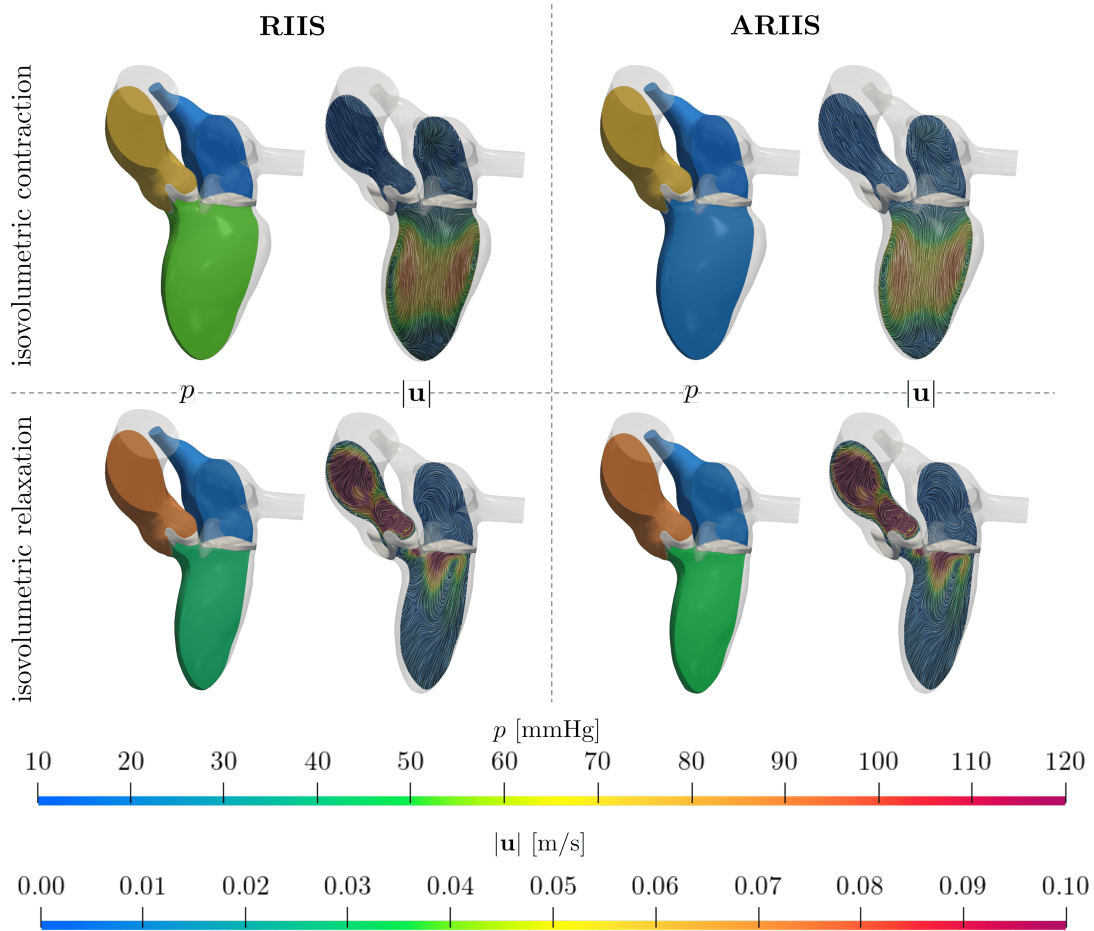 RIIS
ARIIS
isovolumetric contraction
p
|u|
p
|u|
isovolumetric relaxation
p [mmHg]
10 20 30 40 50 60 70 80 90 100 110 120
|u| [m/s]
0.00 0.01 0.02 0.03 0.04 0.05 0.06 0.07 0.08 0.09 0.10